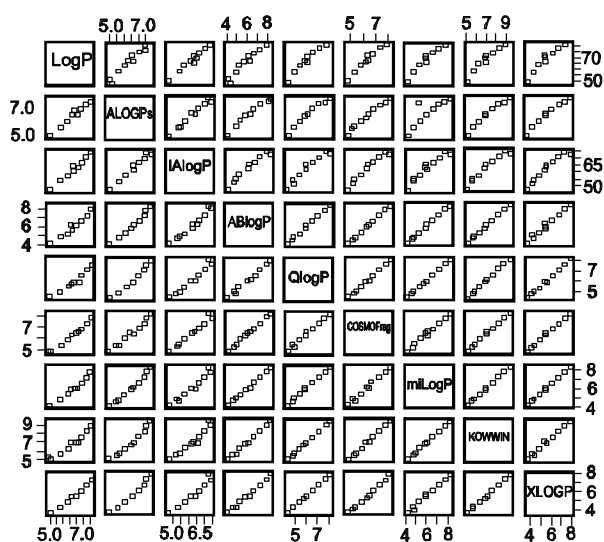 5.0 7.0 4 6 8 5 7 5 7 9
LogP 50 70
7.0 5.0 ALOGPs
IAlogP 65 50
8 6 4 ABlogP
QlogP 7 5
7 5 COSMOFrag
miLogP 8 6 4
9 7 5 KOWWIN
XLOGP 8 6 4
5.0 7.0 5.0 6.5 5 7 4 6 8 4 6 8